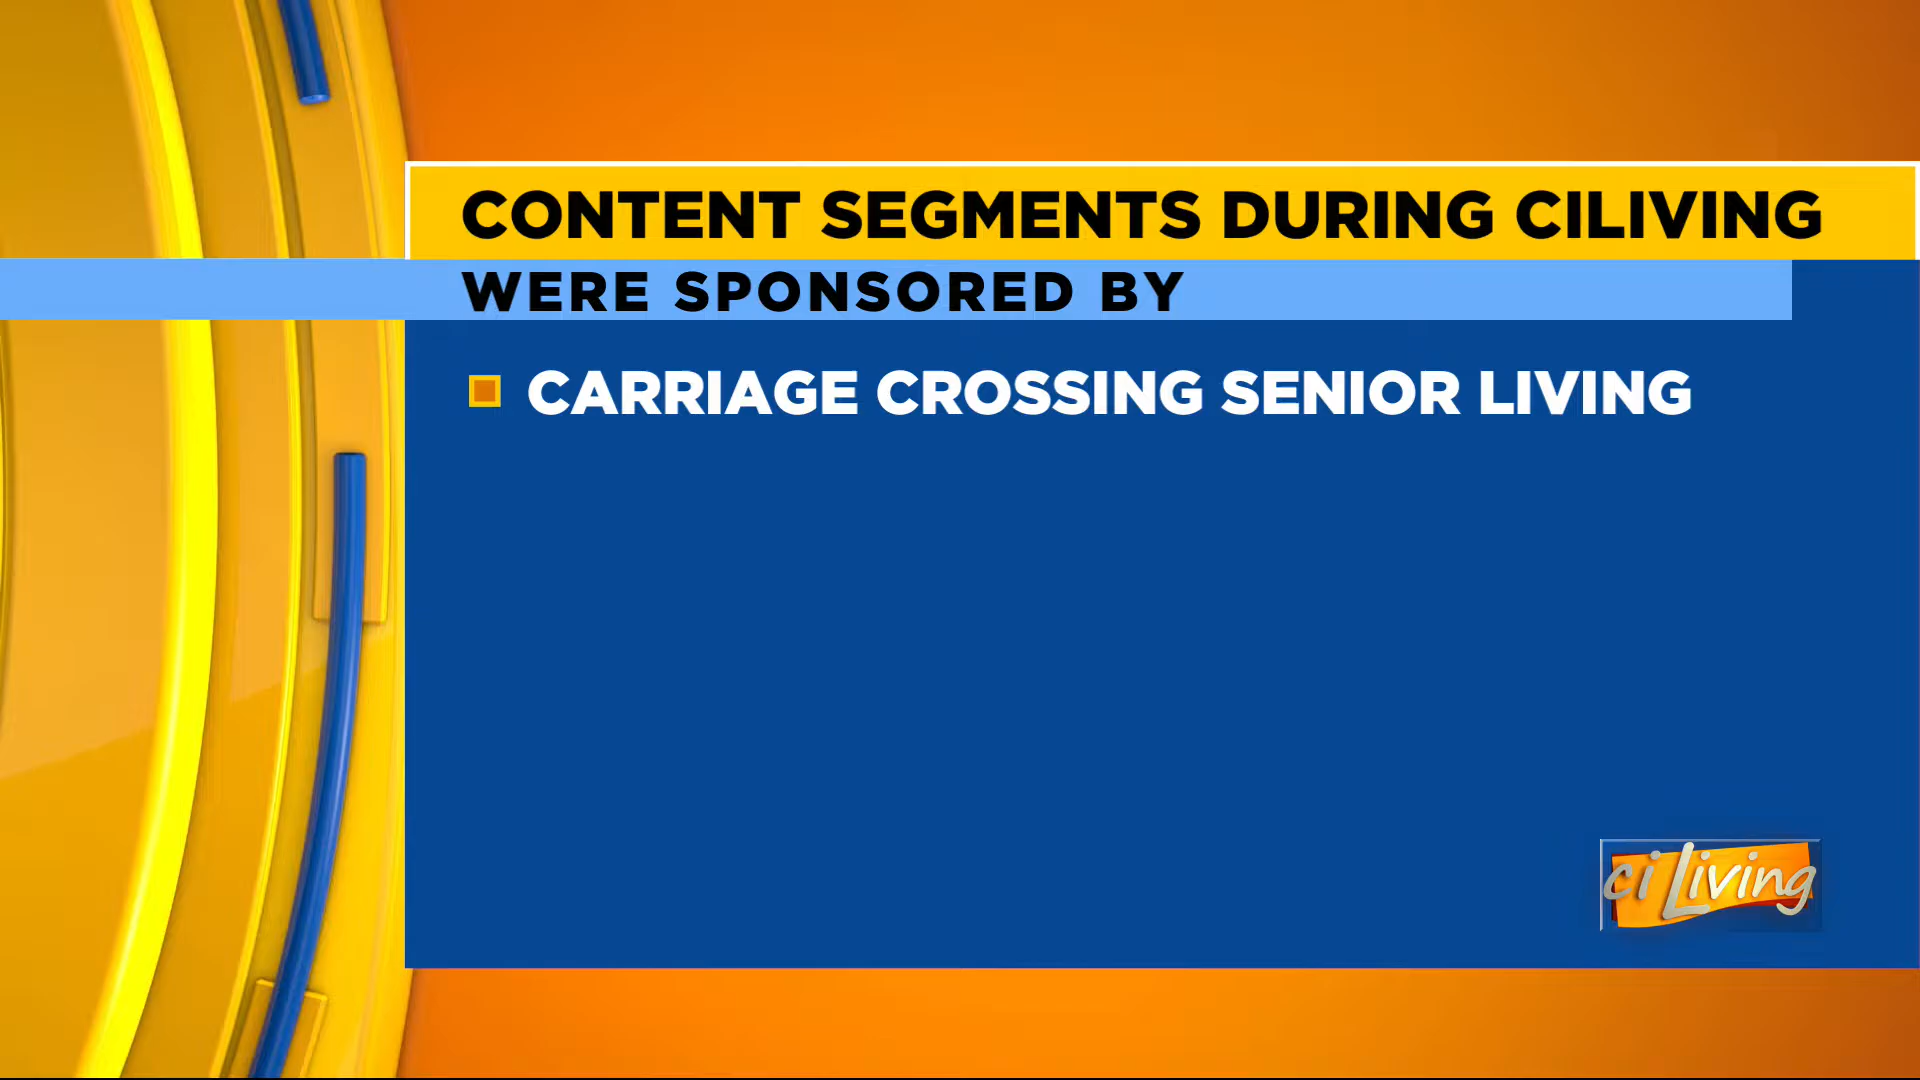 CONTENT SEGMENTS DURING CILIVING
WERE SPONSORED BY
CARRIAGE CROSSING SENIOR LIVING
ci Living